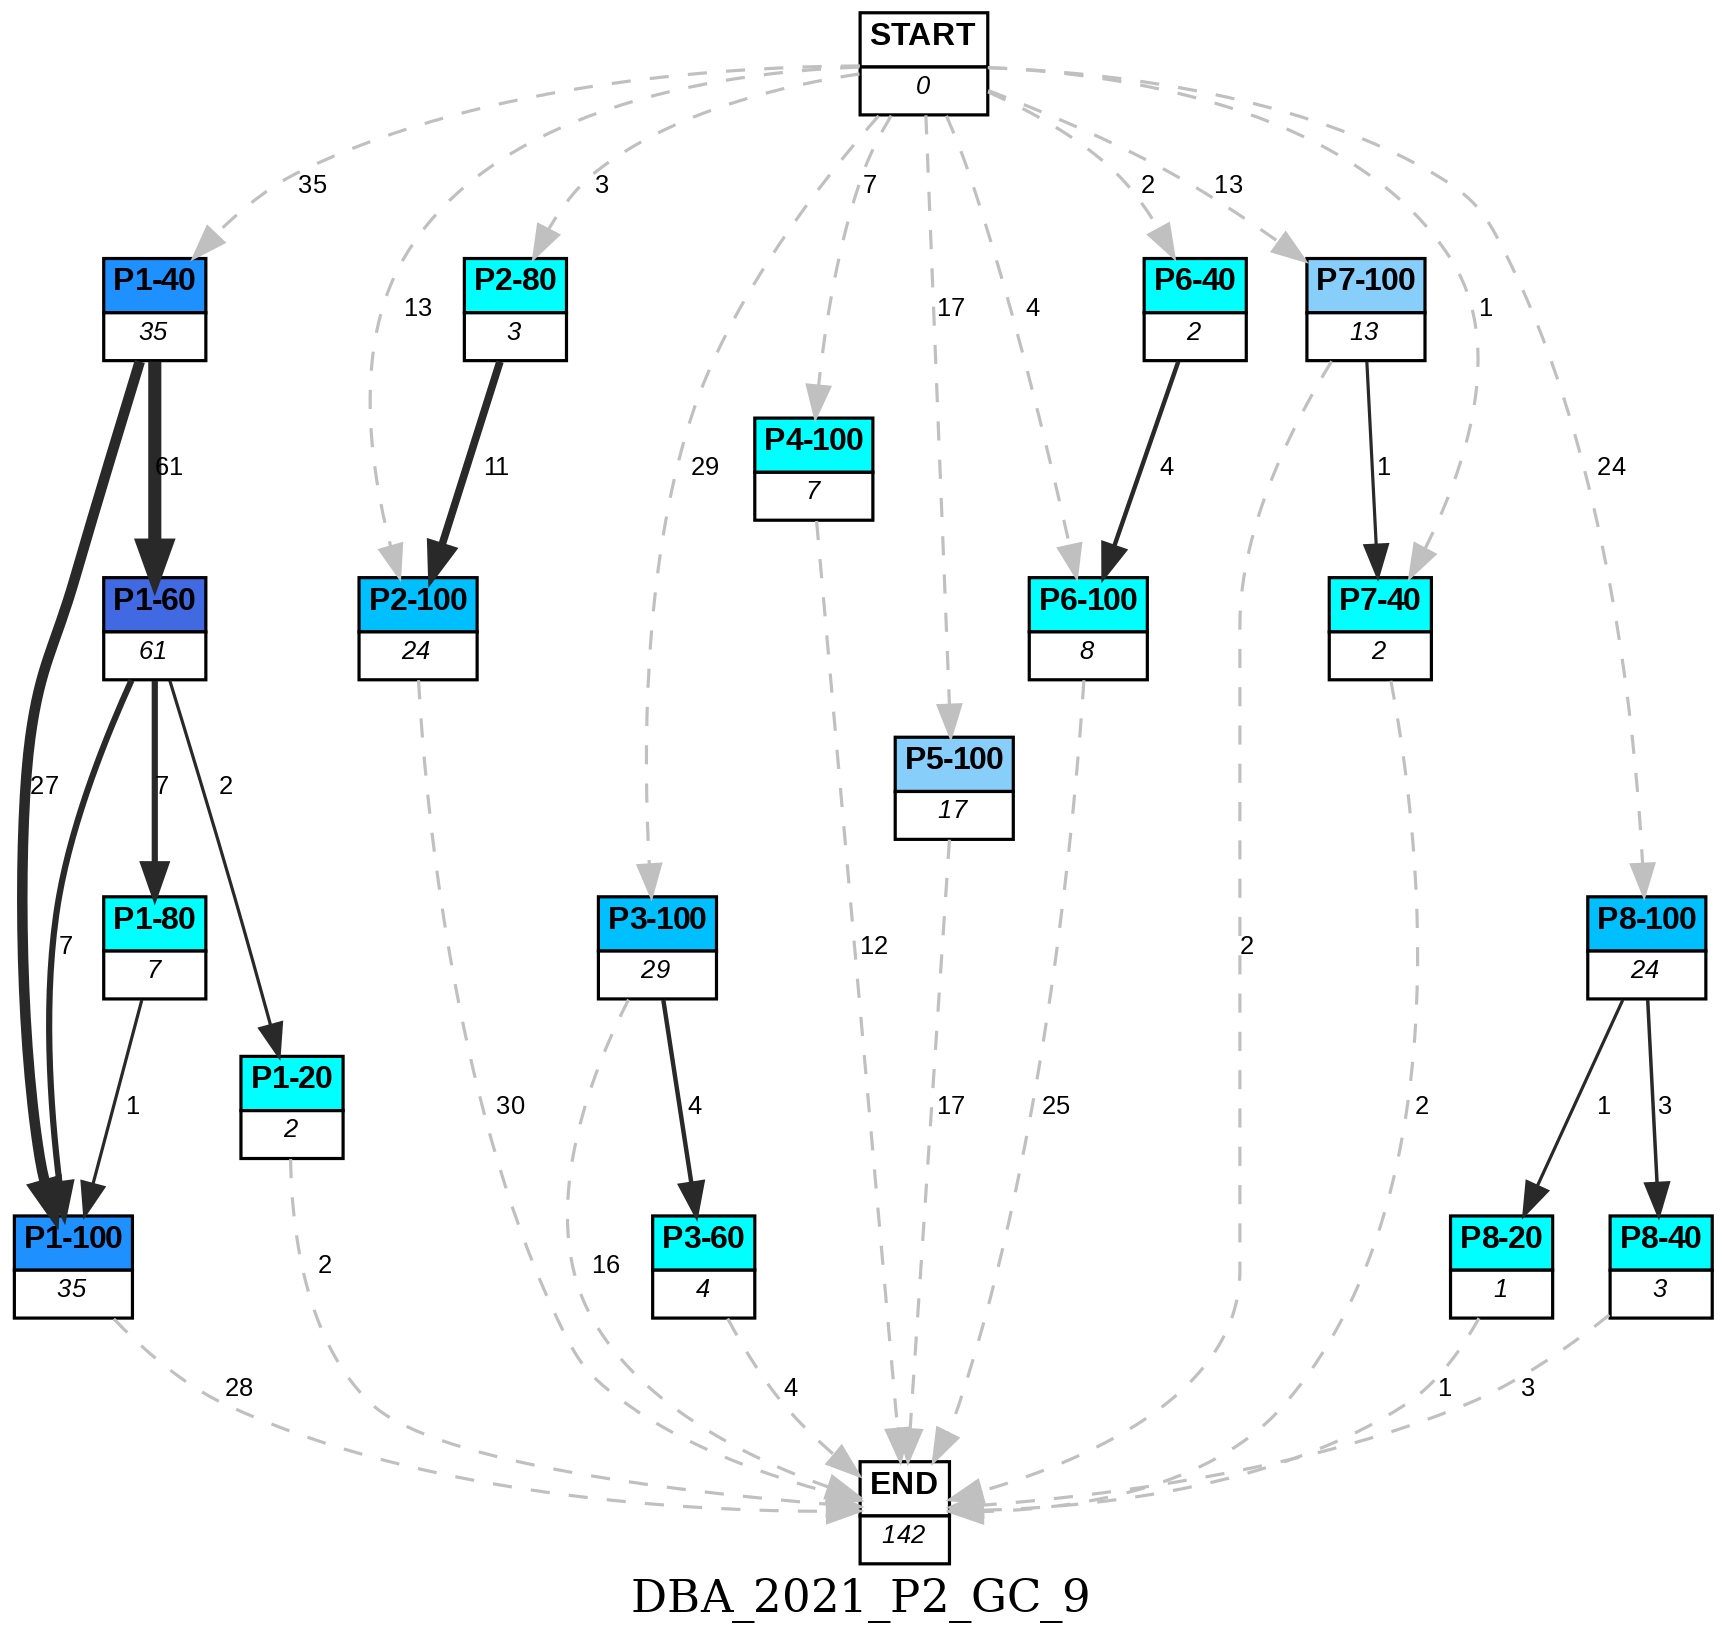 START
0
35
3
7
2
13
P1-40
35
P2-80
3
P6-40
2
P7-100
13
13
17
4
1
P4-100
7
61
11
29
4
1
24
P1-60
61
P2-100
24
P6-100
8
P7-40
2
P5-100
17
27
7
2
P1-80
7
P3-100
29
P8-100
24
7
12
2
P1-20
2
1
30
4
17
25
2
1
3
P1-100
35
P3-60
4
P8-20
1
P8-40
3
2
16
28
4
1
3
END
142
DBA_2021_P2_GC_9